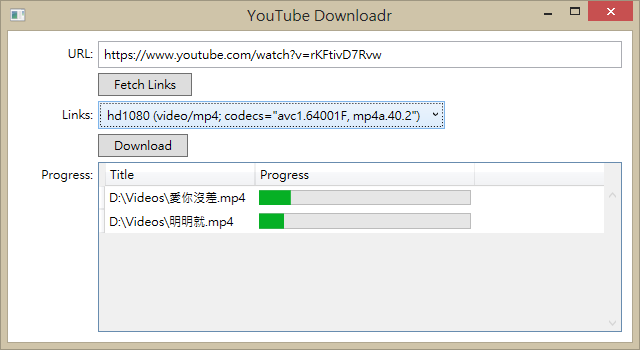 YouTube Downloadr
URL: https://www.youtube.com/watch?v=rKFtivD7Rvw
Fetch Links
Links: hd1080 (video/mp4; codecs="avc1.64001F, mp4a.40.2")
Download
Progress: Title Progress
D:\Videos\愛你沒差.mp4
D:\Videos\明明就.mp4